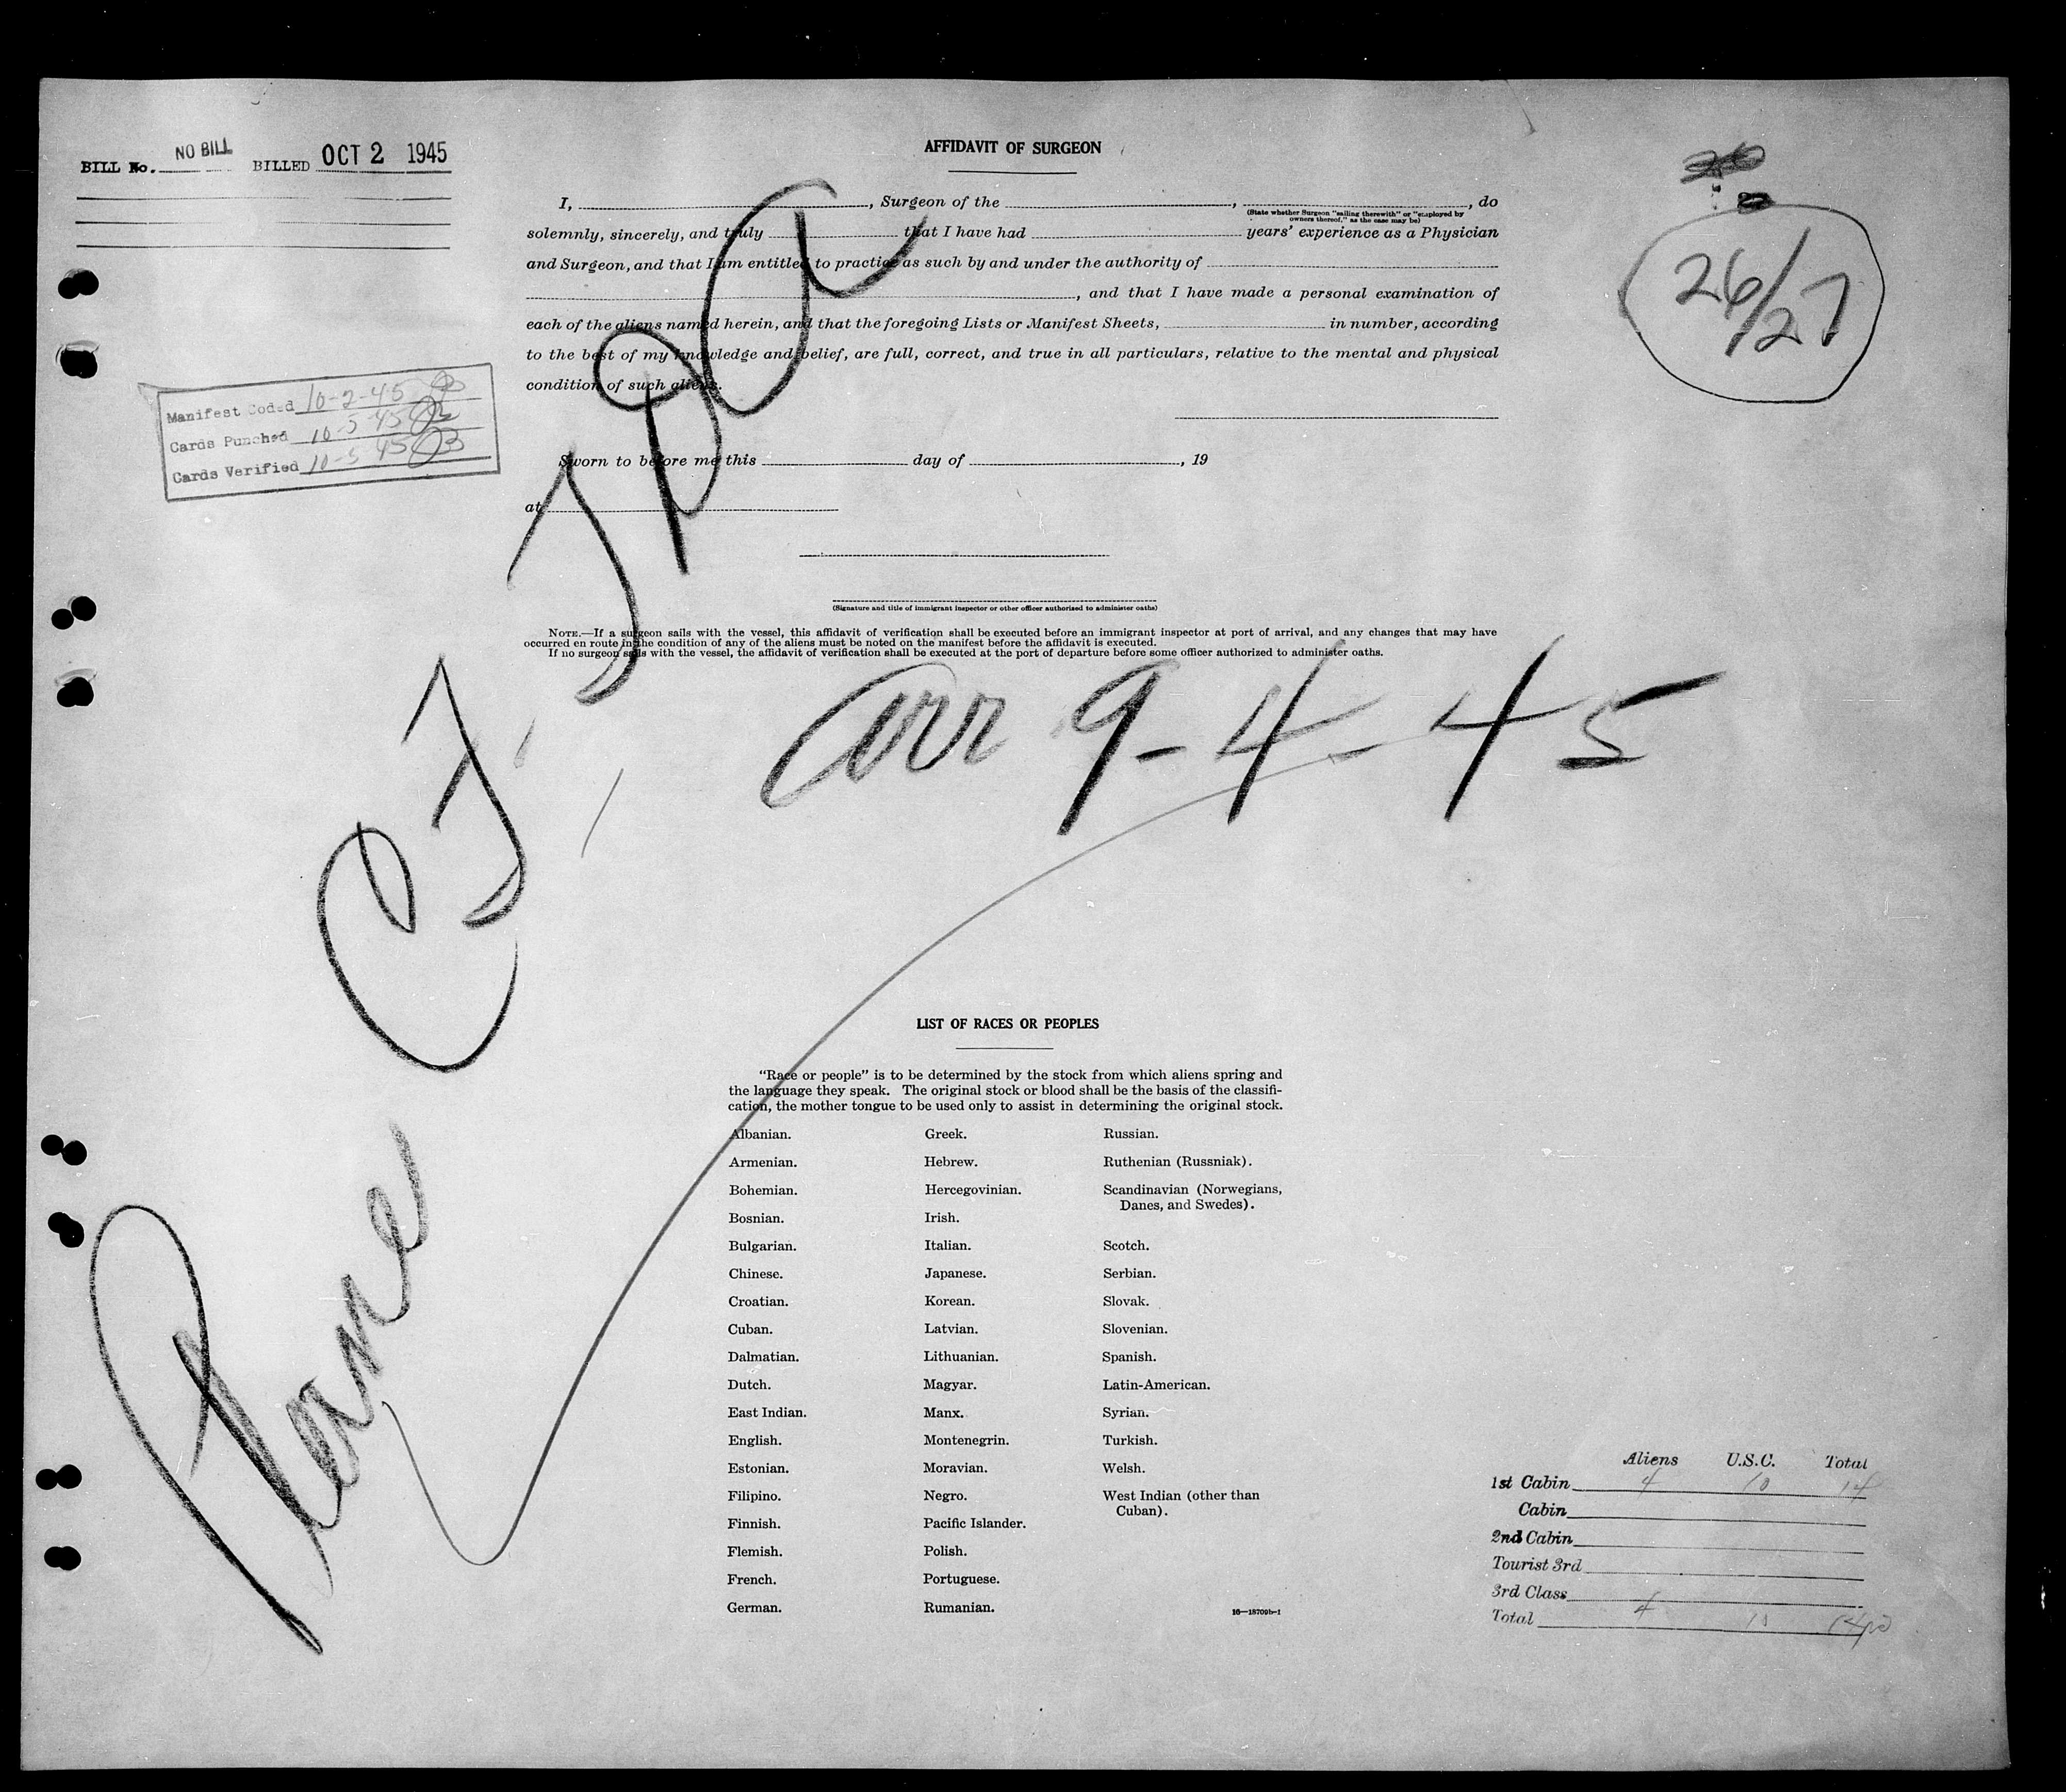 BILL No. NO BILL BILLED OCT 2 1945
AFFIDAVIT OF SURGEON
I, , Surgeon of the , , do
(State whether Surgeon "sailing therewith" or "employed by
owners thereof," as the case may be)
solemnly, sincerely, and truly that I have had years' experience as a Physician
and Surgeon, and that I am entitled to practice as such by and under the authority of
, and that I have made a personal examination of
each of the aliens named herein, and that the foregoing Lists or Manifest Sheets, in number, according
to the best of my knowledge and belief, are full, correct, and true in all particulars, relative to the mental and physical
condition of such aliens.
26/27
Manifest Coded 10-2-45
Cards Punched 10-5-45
Cards Verified 10-5 45
Sworn to before me this day of , 19
at
(Signature and title of immigrant inspector or other officer authorized to administer oaths)
NOTE.—If a surgeon sails with the vessel, this affidavit of verification shall be executed before an immigrant inspector at port of arrival, and any changes that may have
occurred en route in the condition of any of the aliens must be noted on the manifest before the affidavit is executed.
If no surgeon sails with the vessel, the affidavit of verification shall be executed at the port of departure before some officer authorized to administer oaths.
Plane
arr 9-4-45
LIST OF RACES OR PEOPLES
"Race or people" is to be determined by the stock from which aliens spring and
the language they speak. The original stock or blood shall be the basis of the classifi-
cation, the mother tongue to be used only to assist in determining the original stock.
Albanian. Greek. Russian.
Armenian. Hebrew. Ruthenian (Russniak).
Bohemian. Hercegovinian. Scandinavian (Norwegians,
Danes, and Swedes).
Bosnian. Irish.
Bulgarian. Italian. Scotch.
Chinese. Japanese. Serbian.
Croatian. Korean. Slovak.
Cuban. Latvian. Slovenian.
Dalmatian. Lithuanian. Spanish.
Dutch. Magyar. Latin-American.
East Indian. Manx. Syrian.
English. Montenegrin. Turkish.
Estonian. Moravian. Welsh.
Filipino. Negro. West Indian (other than
Cuban).
Finnish. Pacific Islander.
Flemish. Polish.
French. Portuguese.
German. Rumanian.
16—18709b-1
Aliens U.S.C. Total
1st Cabin 4 10 14
Cabin
2nd Cabin
Tourist 3rd
3rd Class
Total 4